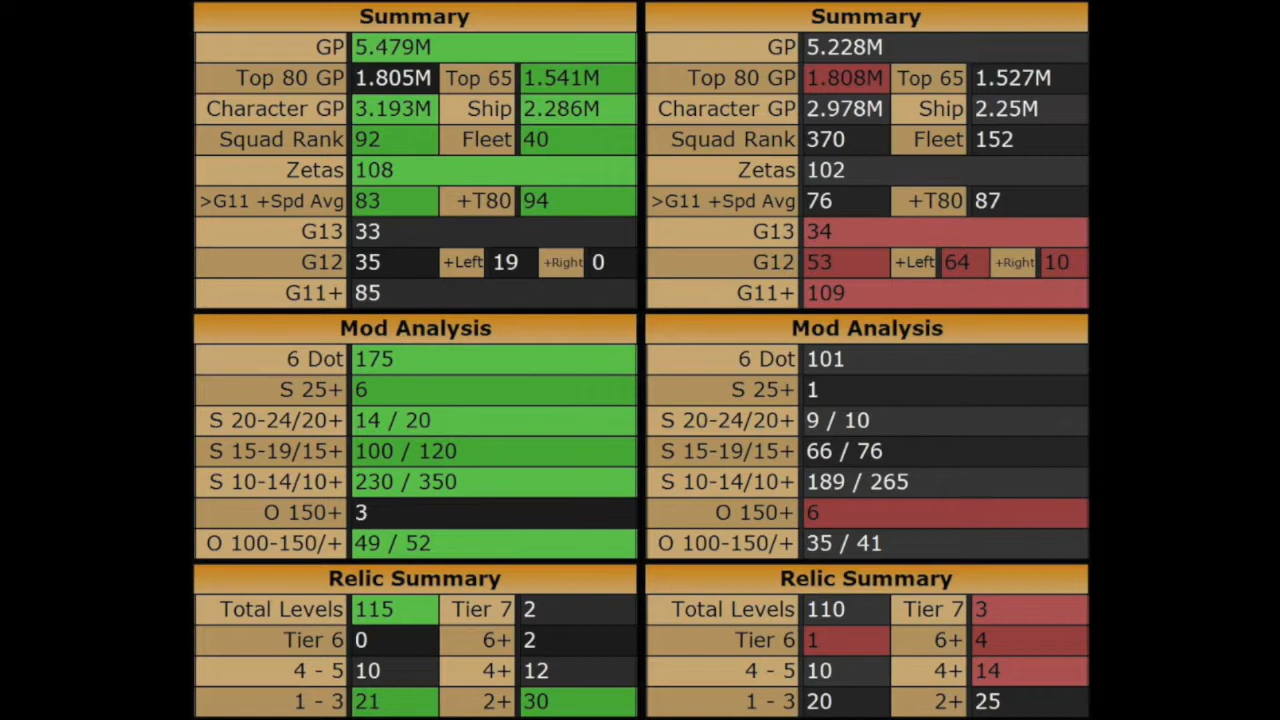 Summary
GP 5.479M
Top 80 GP 1.805M Top 65 1.541M
Character GP 3.193M Ship 2.286M
Squad Rank 92 Fleet 40
Zetas 108
>G11 +Spd Avg 83 +T80 94
G13 33
G12 35 +Left 19 +Right 0
G11+ 85
Mod Analysis
6 Dot 175
S 25+ 6
S 20-24/20+ 14 / 20
S 15-19/15+ 100 / 120
S 10-14/10+ 230 / 350
O 150+ 3
O 100-150/+ 49 / 52
Relic Summary
Total Levels 115 Tier 7 2
Tier 6 0 6+ 2
4 - 5 10 4+ 12
1 - 3 21 2+ 30
Summary
GP 5.228M
Top 80 GP 1.808M Top 65 1.527M
Character GP 2.978M Ship 2.25M
Squad Rank 370 Fleet 152
Zetas 102
>G11 +Spd Avg 76 +T80 87
G13 34
G12 53 +Left 64 +Right 10
G11+ 109
Mod Analysis
6 Dot 101
S 25+ 1
S 20-24/20+ 9 / 10
S 15-19/15+ 66 / 76
S 10-14/10+ 189 / 265
O 150+ 6
O 100-150/+ 35 / 41
Relic Summary
Total Levels 110 Tier 7 3
Tier 6 1 6+ 4
4 - 5 10 4+ 14
1 - 3 20 2+ 25